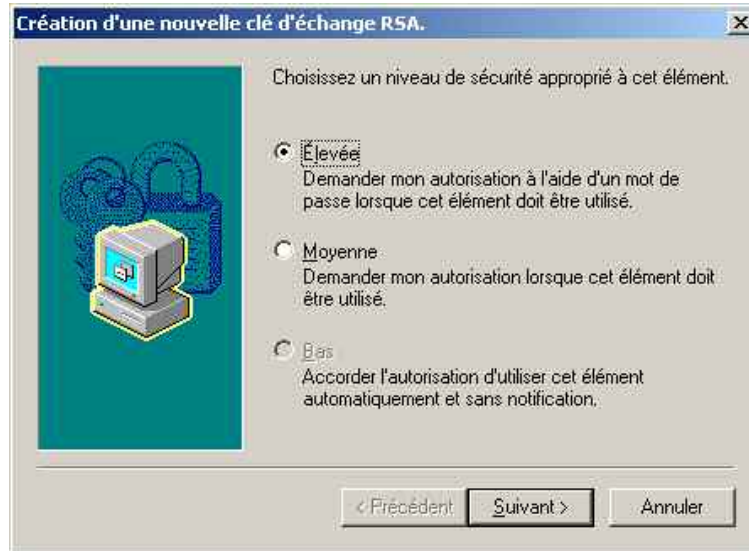 Création d'une nouvelle clé d'échange RSA.
Choisissez un niveau de sécurité approprié à cet élément.
Élevée
Demander mon autorisation à l'aide d'un mot de
passe lorsque cet élément doit être utilisé.
Moyenne
Demander mon autorisation lorsque cet élément doit
être utilisé.
Bas
Accorder l'autorisation d'utiliser cet élément
automatiquement et sans notification.
< Précédent
Suivant >
Annuler